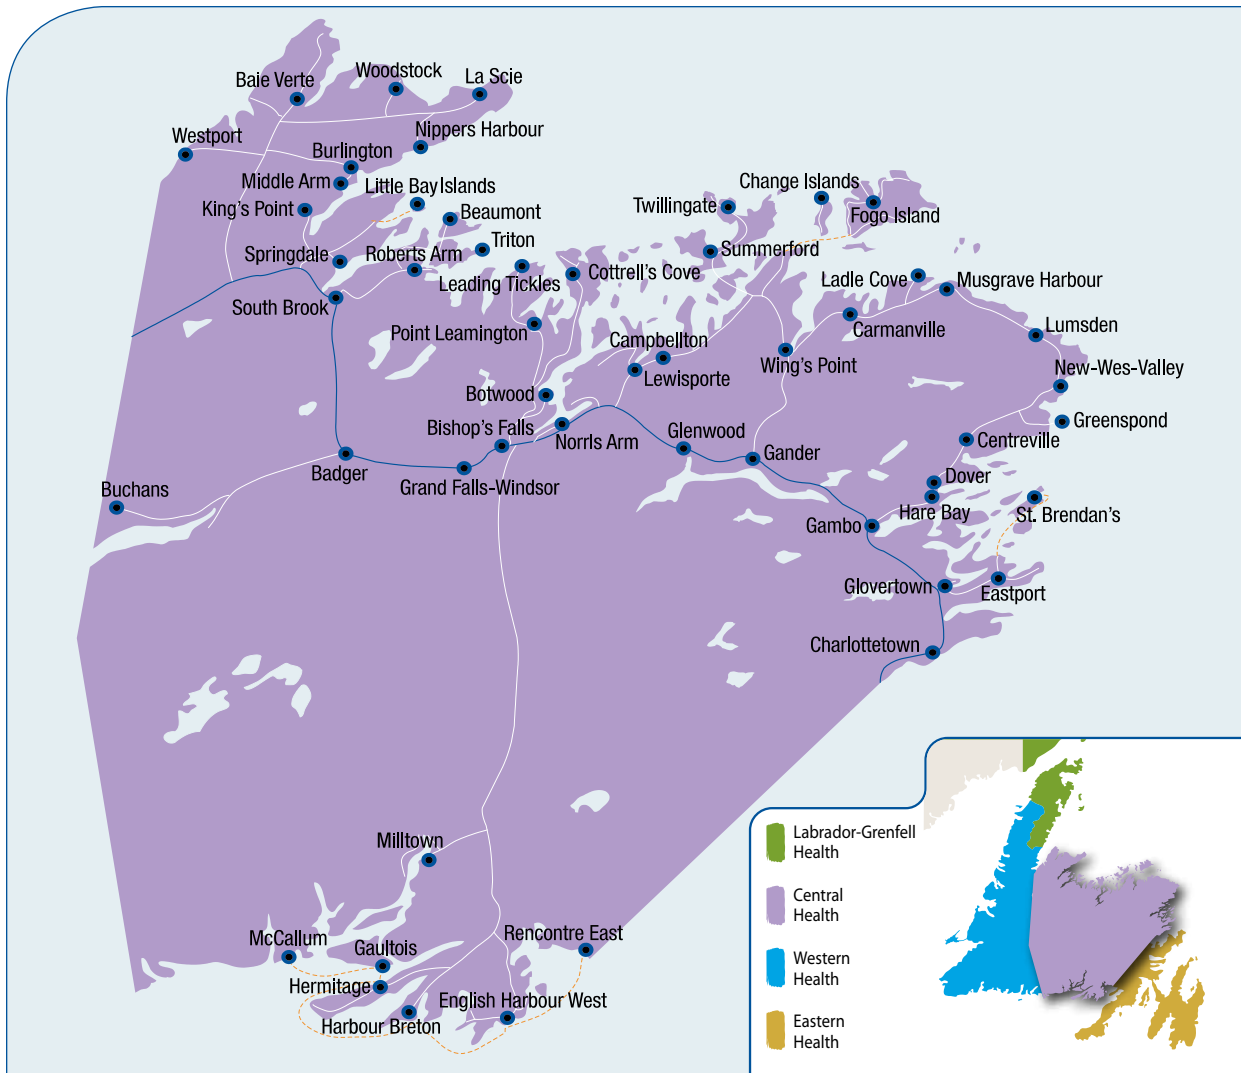 Woodstock
La Scie
Baie Verte
Nippers Harbour
Westport
Burlington
Middle Arm
Little Bay Islands
King's Point
Beaumont
Change Islands
Twillingate
Fogo Island
Triton
Springdale
Roberts Arm
Summerford
Cottrell's Cove
Leading Tickles
Ladle Cove
Musgrave Harbour
South Brook
Point Leamington
Carmanville
Lumsden
Campbellton
Wing's Point
Lewisporte
New-Wes-Valley
Botwood
Greenspond
Bishop's Falls
Norris Arm
Glenwood
Centreville
Gander
Badger
Grand Falls-Windsor
Dover
Buchans
Hare Bay
St. Brendan's
Gambo
Glovertown
Eastport
Charlottetown
Milltown
McCallum
Gaultois
Rencontre East
Hermitage
English Harbour West
Harbour Breton
Labrador-Grenfell
Health
Central
Health
Western
Health
Eastern
Health